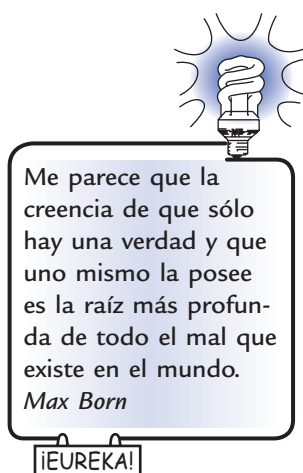 Me parece que la
creencia de que sólo
hay una verdad y que
uno mismo la posee
es la raíz más profun-
da de todo el mal que
existe en el mundo.
Max Born
¡EUREKA!